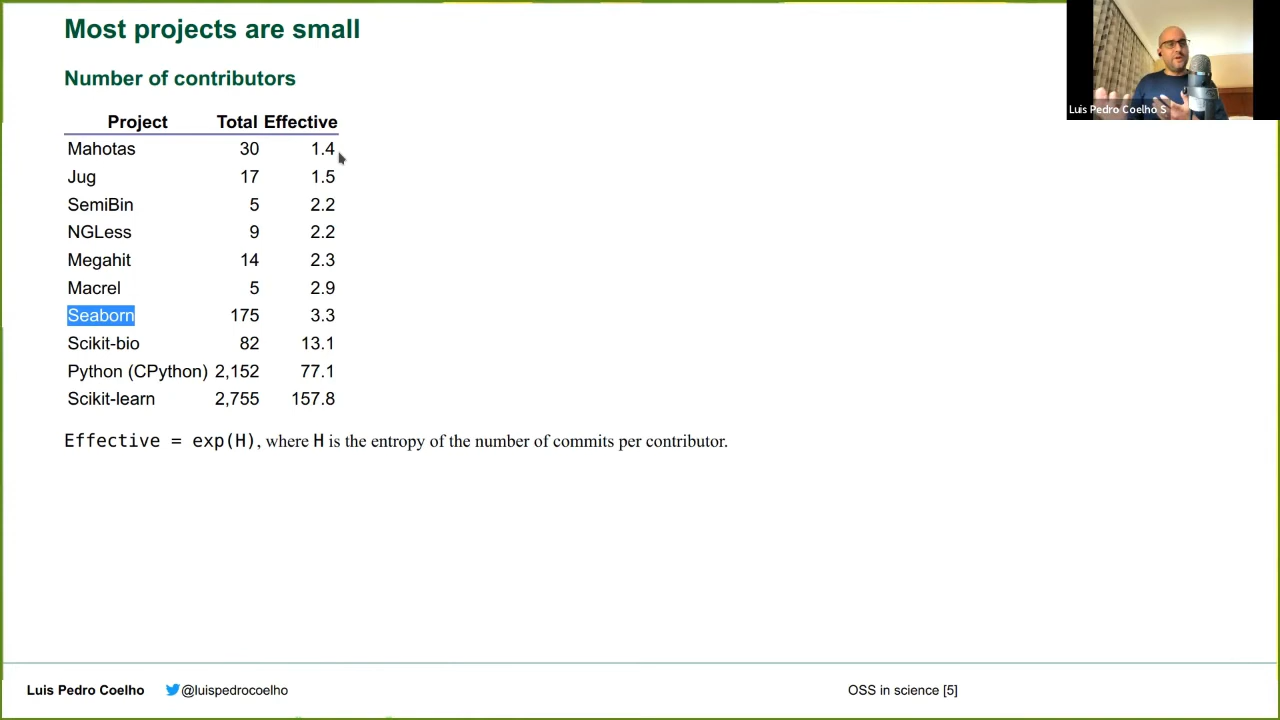 Most projects are small
Number of contributors
Project Total Effective
Mahotas 30 1.4
Jug 17 1.5
SemiBin 5 2.2
NGLess 9 2.2
Megahit 14 2.3
Macrel 5 2.9
Seaborn 175 3.3
Scikit-bio 82 13.1
Python (CPython) 2,152 77.1
Scikit-learn 2,755 157.8
Effective = exp(H), where H is the entropy of the number of commits per contributor.
Luis Pedro Coelho S
Luis Pedro Coelho @luispedrocoelho OSS in science [5]